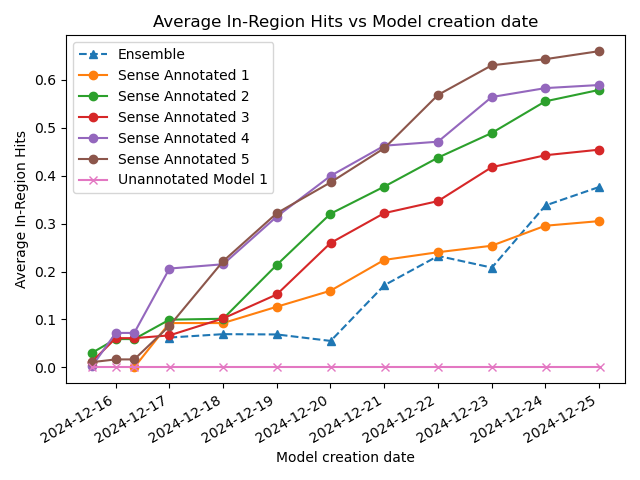 Average In-Region Hits vs Model creation date
Ensemble
Sense Annotated 1
Sense Annotated 2
Sense Annotated 3
Sense Annotated 4
Sense Annotated 5
Unannotated Model 1
Average In-Region Hits
0.6
0.5
0.4
0.3
0.2
0.1
0.0
2024-12-16
2024-12-17
2024-12-18
2024-12-19
2024-12-20
2024-12-21
2024-12-22
2024-12-23
2024-12-24
2024-12-25
Model creation date